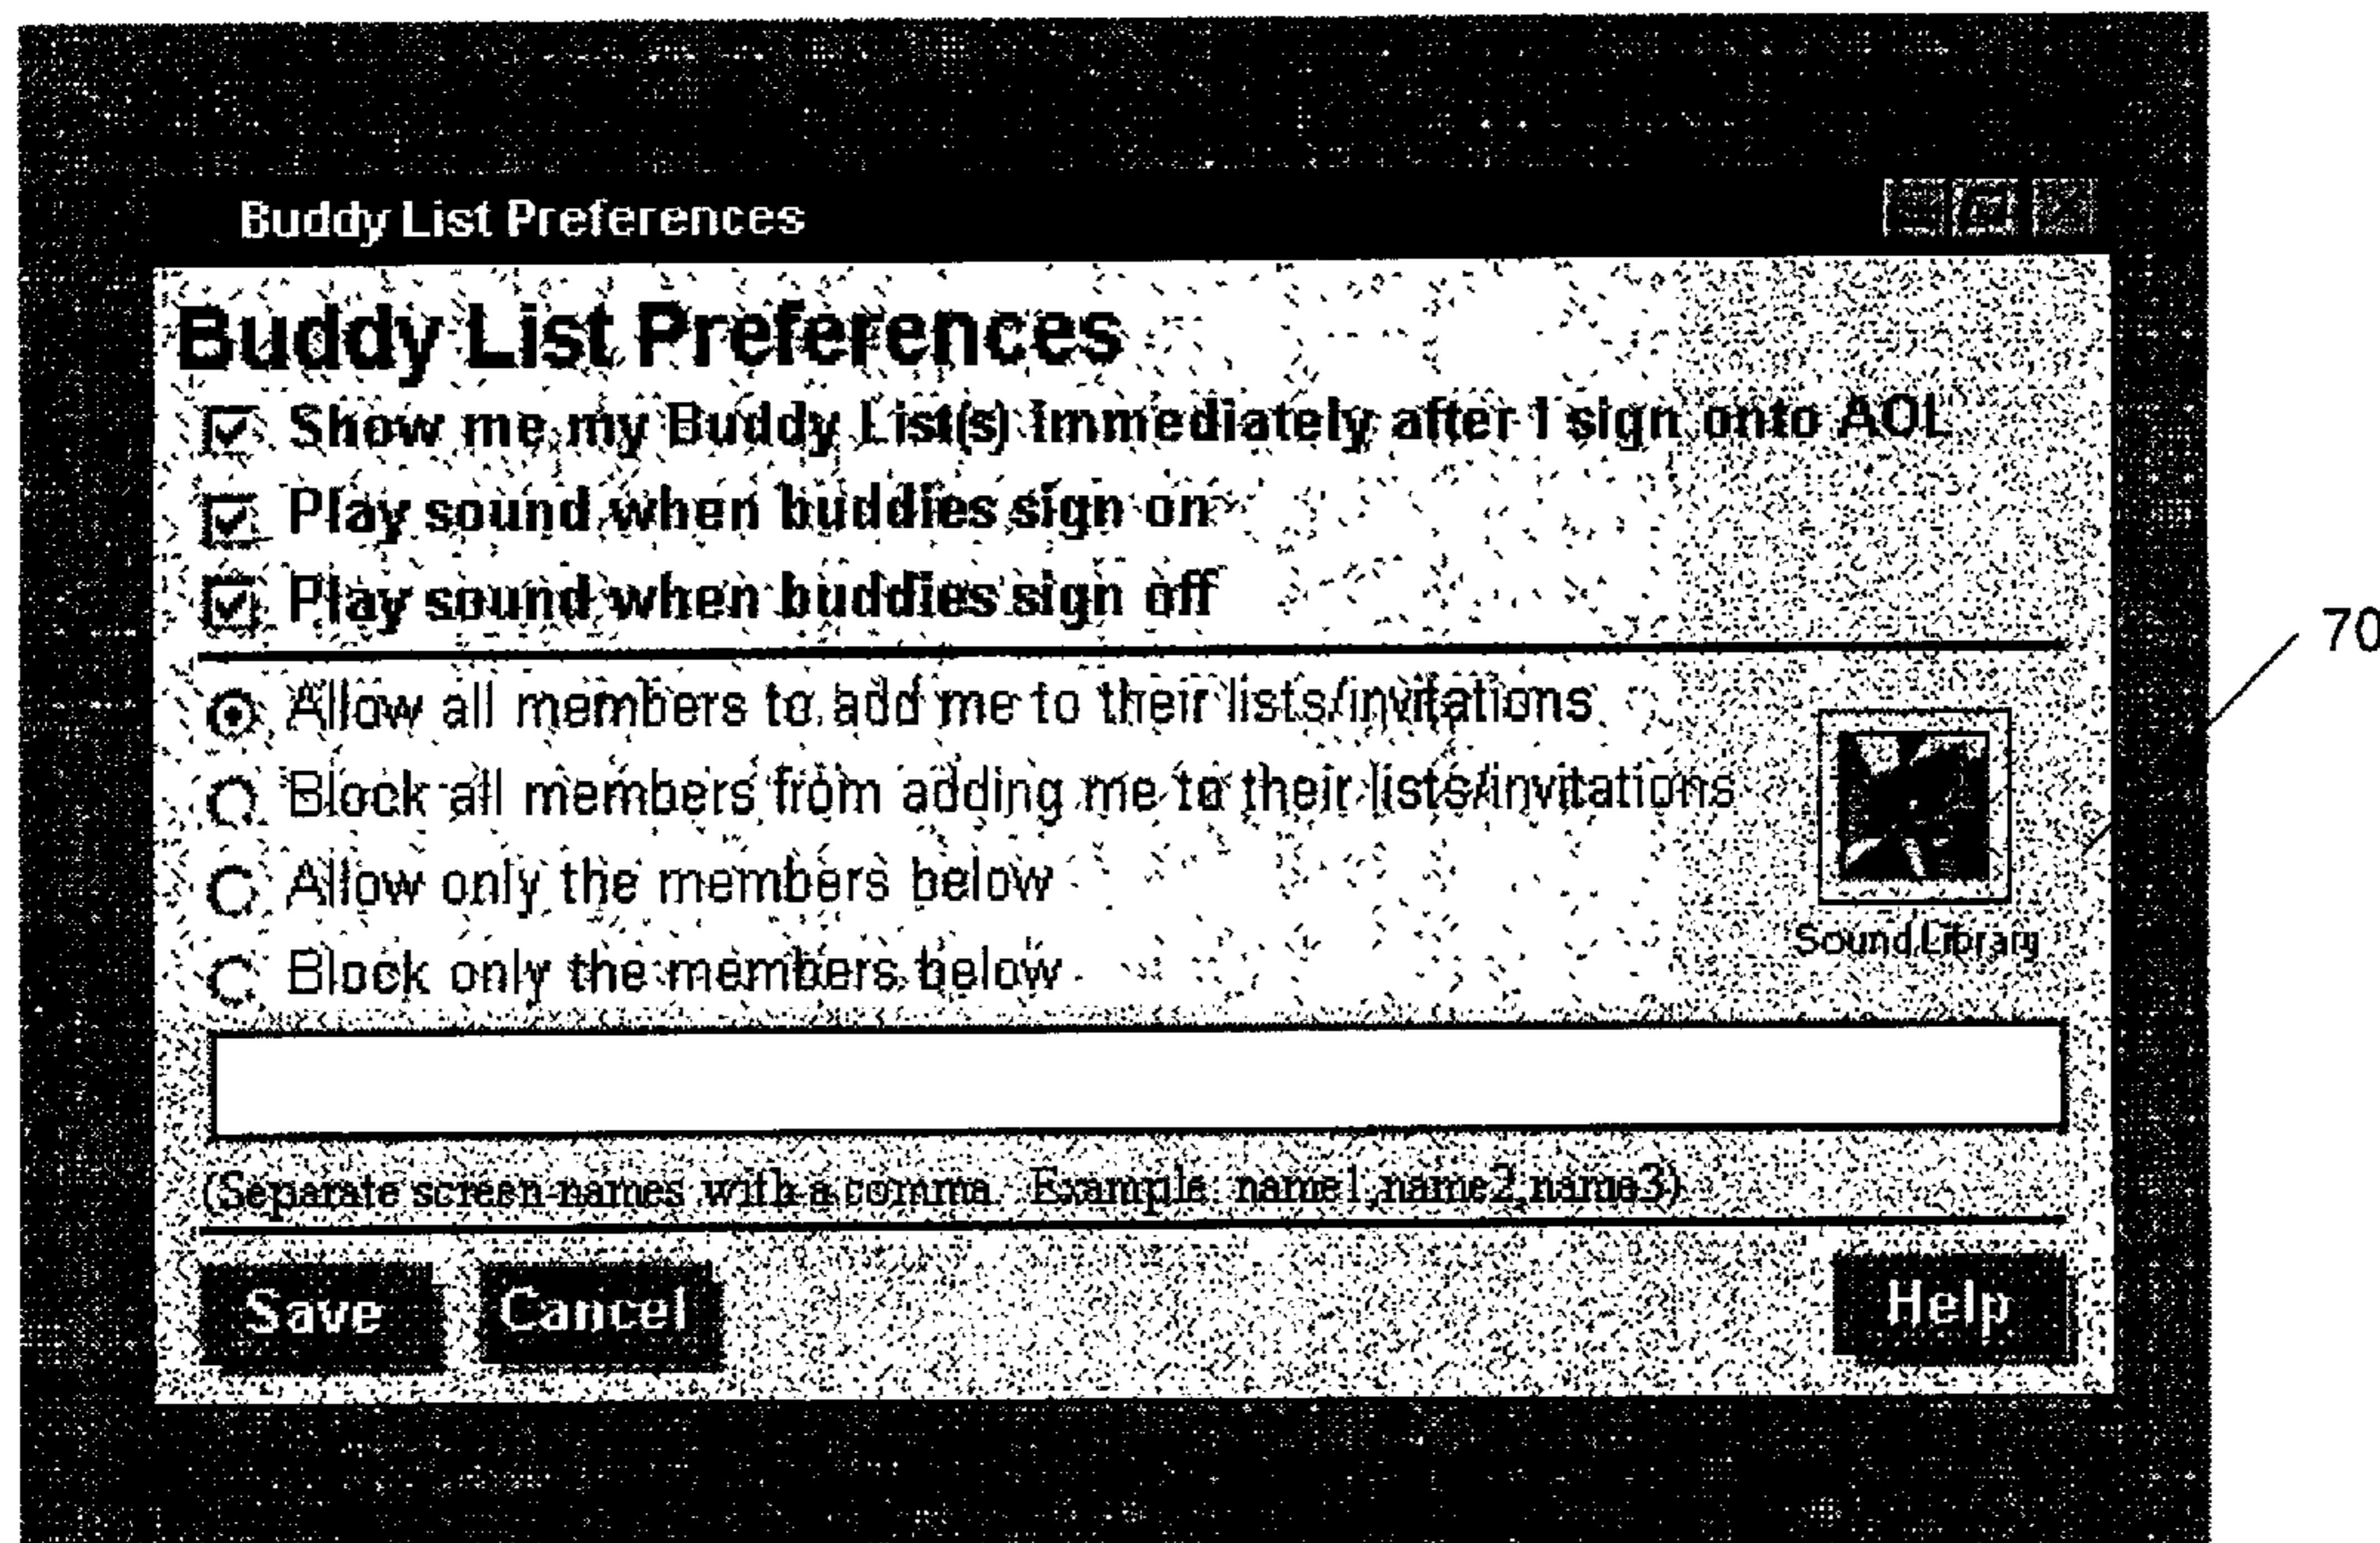 Buddy List Preferences
Buddy List Preferences
Show me my Buddy List(s) immediately after I sign onto AOL
Play sound when buddies sign on
Play sound when buddies sign off
70
Allow all members to add me to their lists/invitations
Block all members from adding me to their lists/invitations
Allow only the members below
Sound Library
Block only the members below
(Separate screen names with a comma. Example: name1,name2,name3)
Save Cancel Help